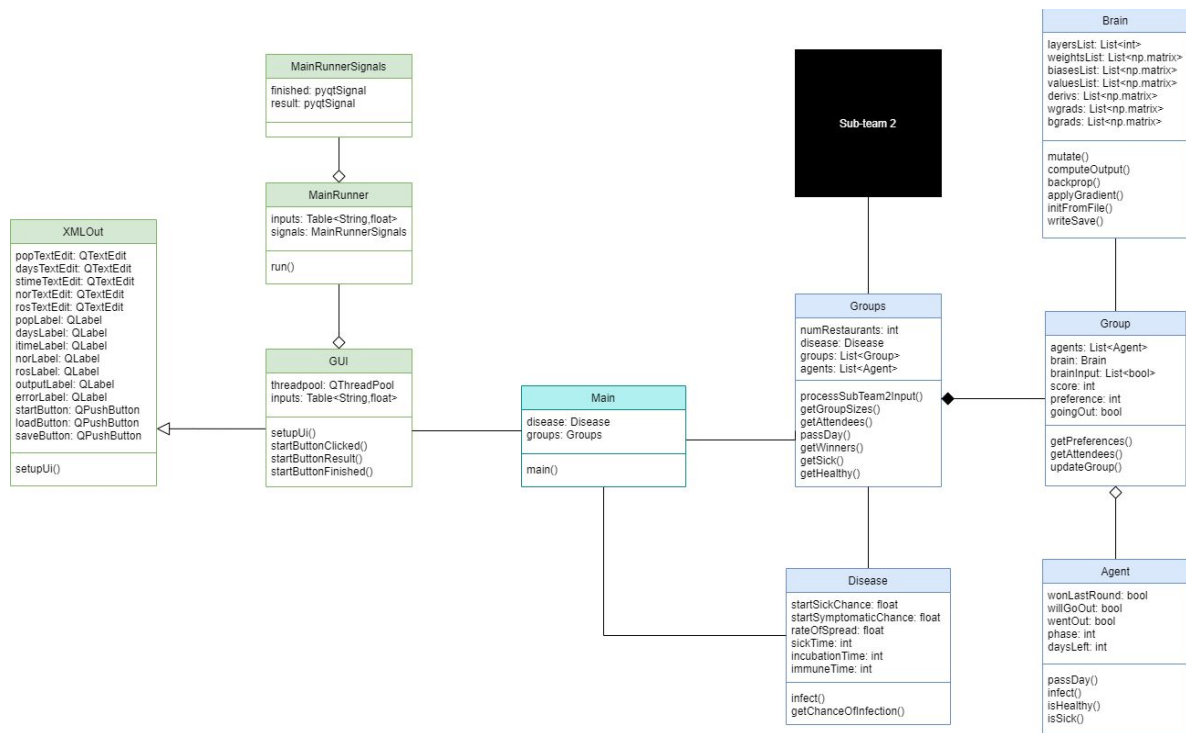 MainRunnerSignals
finished: pyqtSignal
result: pyqtSignal
MainRunner
inputs: Table<String,float>
signals: MainRunnerSignals
run()
XMLOut
popTextEdit: QTextEdit
daysTextEdit: QTextEdit
stimeTextEdit: QTextEdit
norTextEdit: QTextEdit
rosTextEdit: QTextEdit
popLabel: QLabel
daysLabel: QLabel
itimeLabel: QLabel
norLabel: QLabel
rosLabel: QLabel
outputLabel: QLabel
errorLabel: QLabel
startButton: QPushButton
loadButton: QPushButton
saveButton: QPushButton
setupUi()
GUI
threadpool: QThreadPool
inputs: Table<String,float>
setupUi()
startButtonClicked()
startButtonResult()
startButtonFinished()
Main
disease: Disease
groups: Groups
main()
Sub-team 2
Groups
numRestaurants: int
disease: Disease
groups: List<Group>
agents: List<Agent>
processSubTeam2Input()
getGroupSizes()
getAttendees()
passDay()
getWinners()
getSick()
getHealthy()
Disease
startSickChance: float
startSymptomaticChance: float
rateOfSpread: float
sickTime: int
incubationTime: int
immuneTime: int
infect()
getChanceOfInfection()
Brain
layersList: List<int>
weightsList: List<np.matrix>
biasesList: List<np.matrix>
valuesList: List<np.matrix>
derivs: List<np.matrix>
wgrads: List<np.matrix>
bgrads: List<np.matrix>
mutate()
computeOutput()
backprop()
applyGradient()
initFromFile()
writeSave()
Group
agents: List<Agent>
brain: Brain
brainInput: List<bool>
score: int
preference: int
goingOut: bool
getPreferences()
getAttendees()
updateGroup()
Agent
wonLastRound: bool
willGoOut: bool
wentOut: bool
phase: int
daysLeft: int
passDay()
infect()
isHealthy()
isSick()